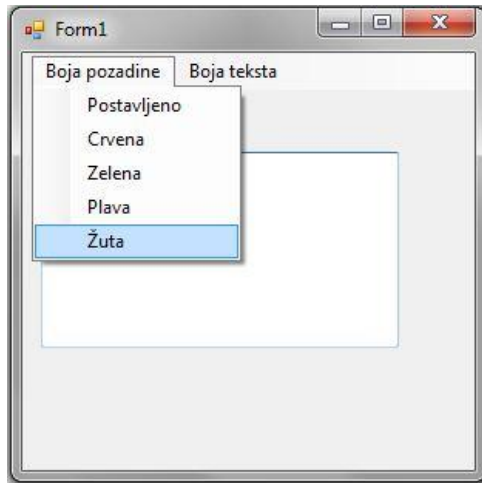 Form1
Boja pozadine Boja teksta
Postavljeno
Crvena
Zelena
Plava
Žuta